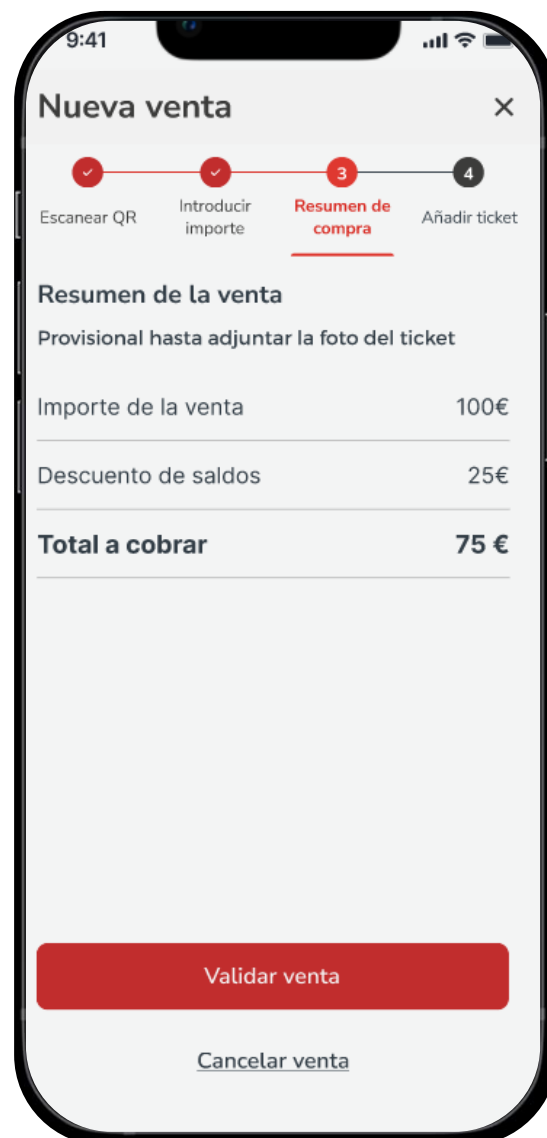 9:41
Nueva venta
3
4
Escanear QR
Introducir
importe
Resumen de
compra
Añadir ticket
Resumen de la venta
Provisional hasta adjuntar la foto del ticket
Importe de la venta 100€
Descuento de saldos 25€
Total a cobrar 75 €
Validar venta
Cancelar venta